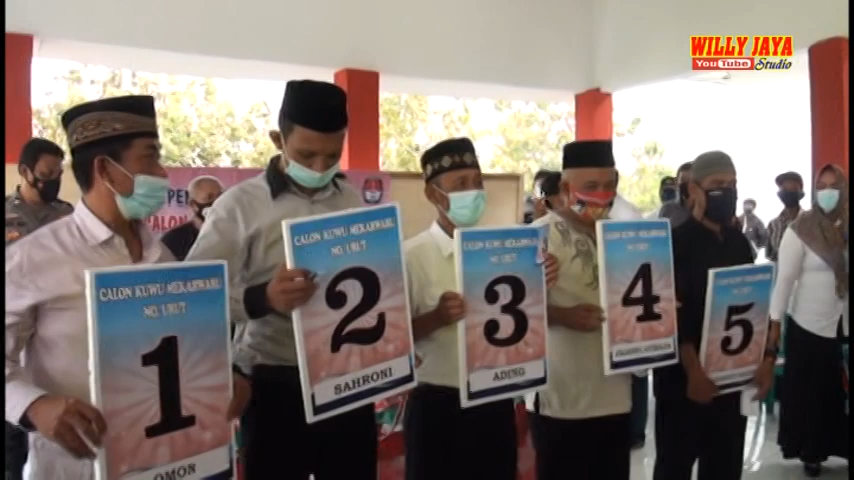 WILLY JAYA
YouTube Studio
CALON
CALON KUWU MEKARWARU
NO. URUT
1
OMON
CALON KUWU MEKARWARU
NO. URUT
2
SAHRONI
CALON KUWU MEKARWARU
NO. URUT
3
ADING
CALON KUWU MEKARWARU
NO. URUT
4
CALON KUWU MEKARWARU
NO. URUT
5